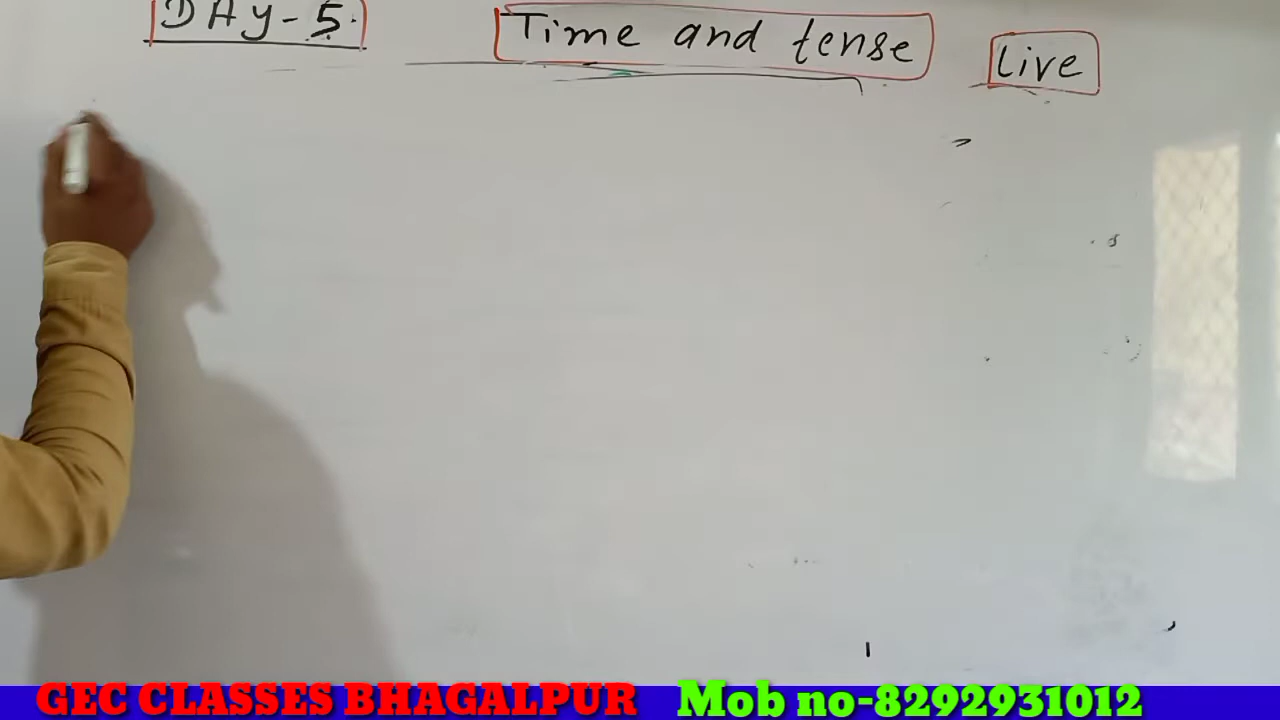 DAY-5.
Time and tense
Live
GEC CLASSES BHAGALPUR Mob no-8292931012